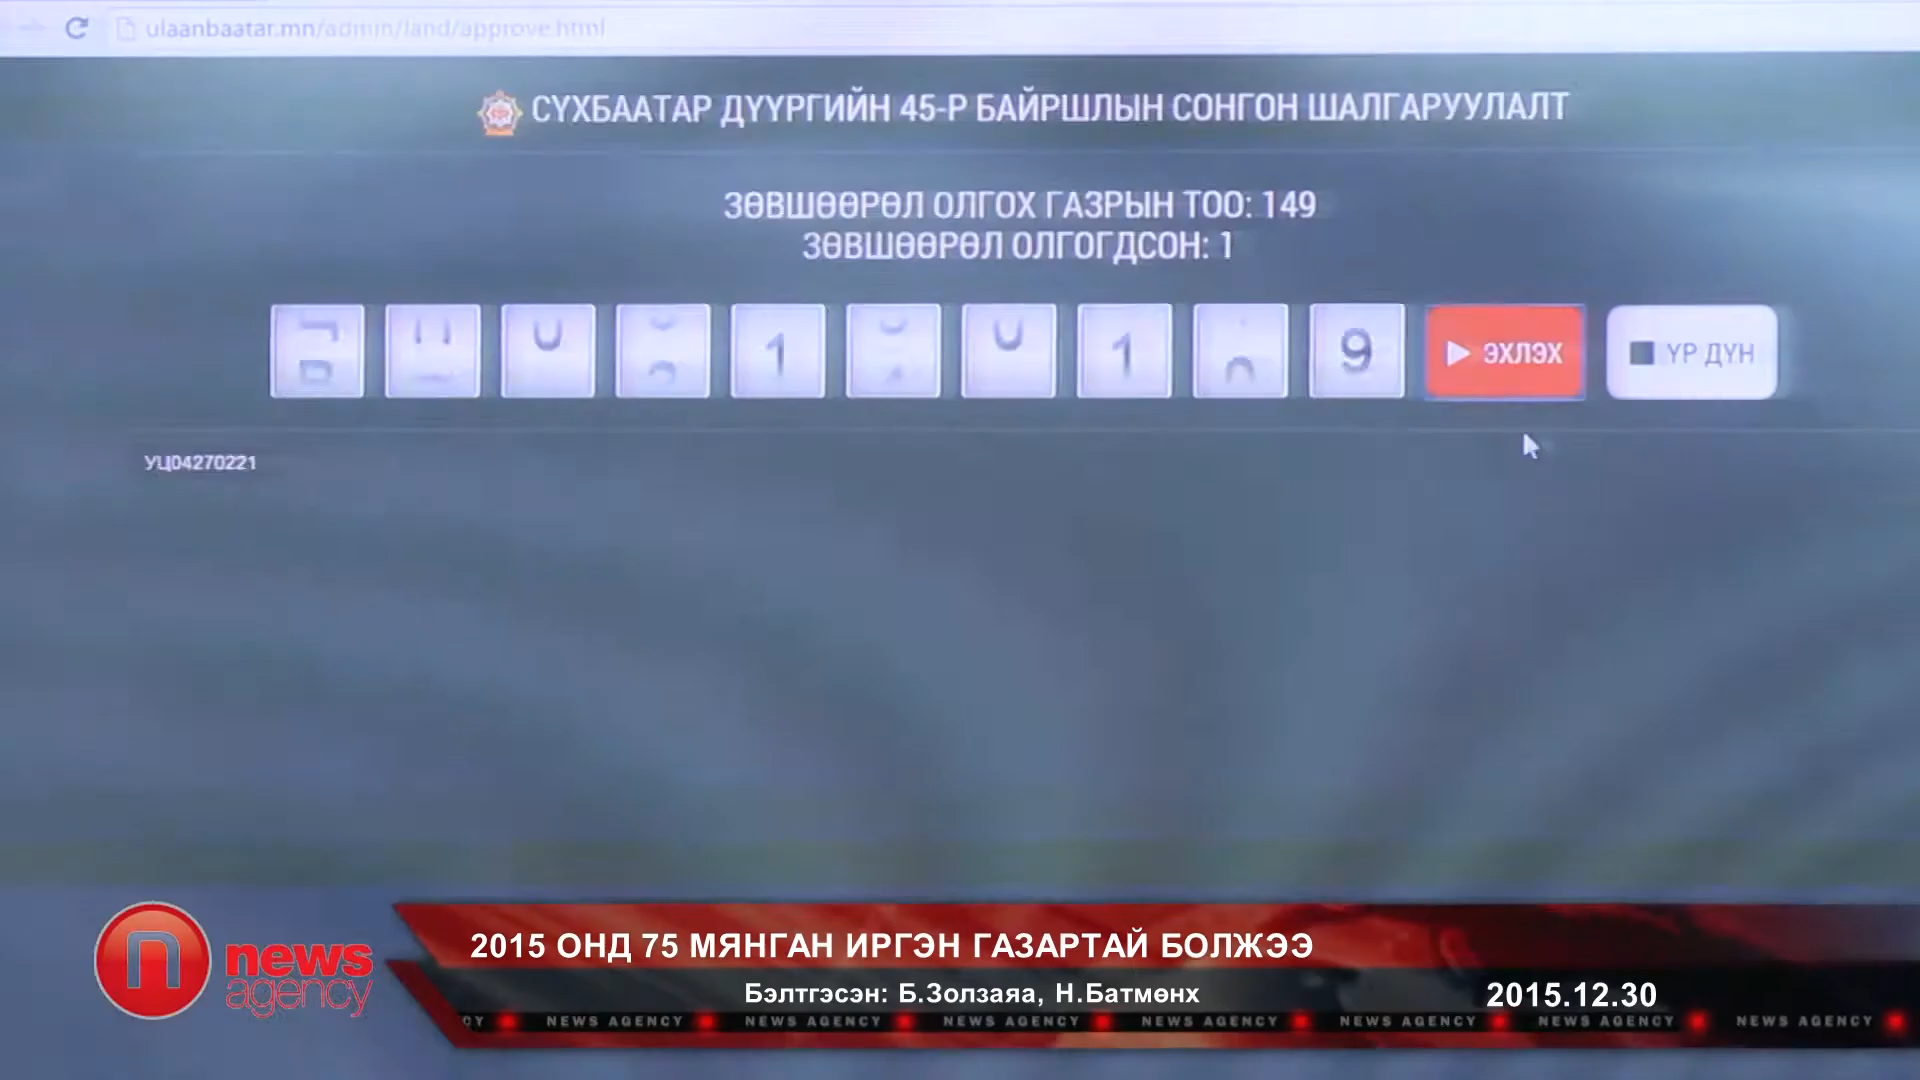 ulaanbaatar.mn/admin/land/approve.html
СҮХБААТАР ДҮҮРГИЙН 45-Р БАЙРШЛЫН СОНГОН ШАЛГАРУУЛАЛТ
ЗӨВШӨӨРӨЛ ОЛГОХ ГАЗРЫН ТОО: 149
ЗӨВШӨӨРӨЛ ОЛГОГДСОН: 1
1 1 9 ЭХЛЭХ ҮР ДҮН
УЦ04270221
news
agency
2015 ОНД 75 МЯНГАН ИРГЭН ГАЗАРТАЙ БОЛЖЭЭ
Бэлтгэсэн: Б.Золзаяа, Н.Батмөнх 2015.12.30
CY NEWS AGENCY NEWS AGENCY NEWS AGENCY NEWS AGENCY NEWS AGENCY NEWS AGENCY NEWS AGENCY